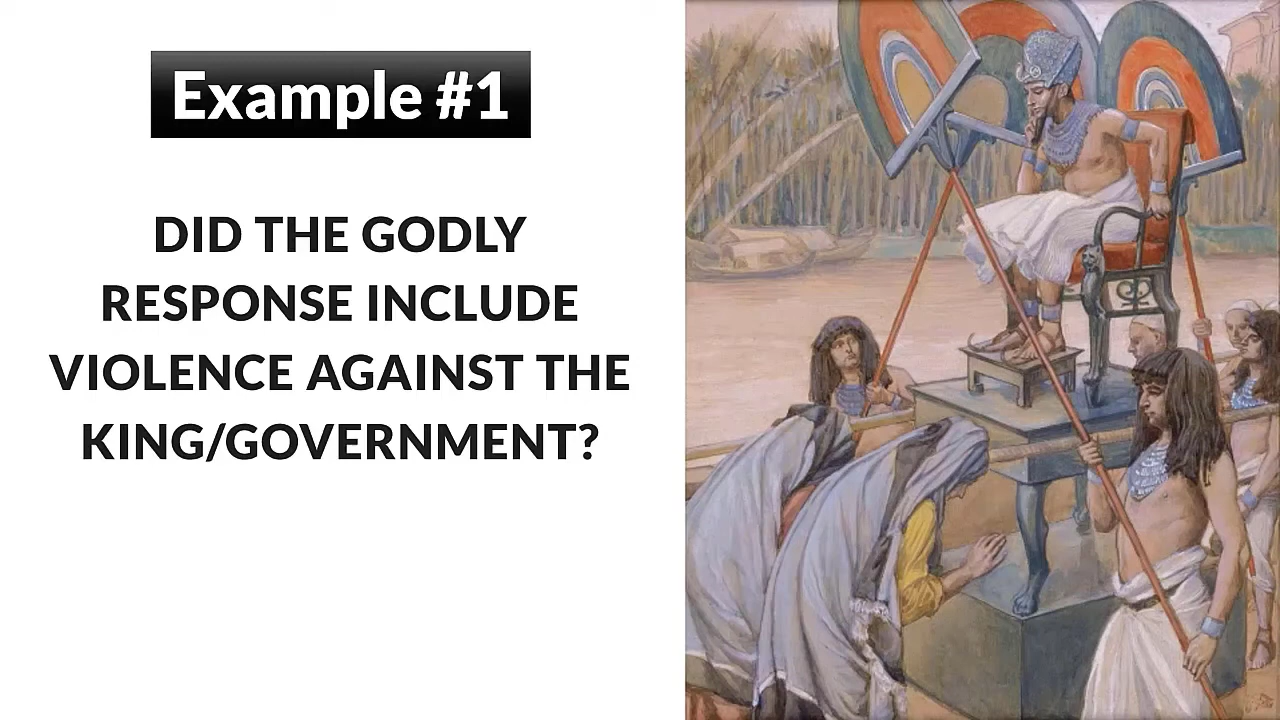 Example #1
DID THE GODLY
RESPONSE INCLUDE
VIOLENCE AGAINST THE
KING/GOVERNMENT?